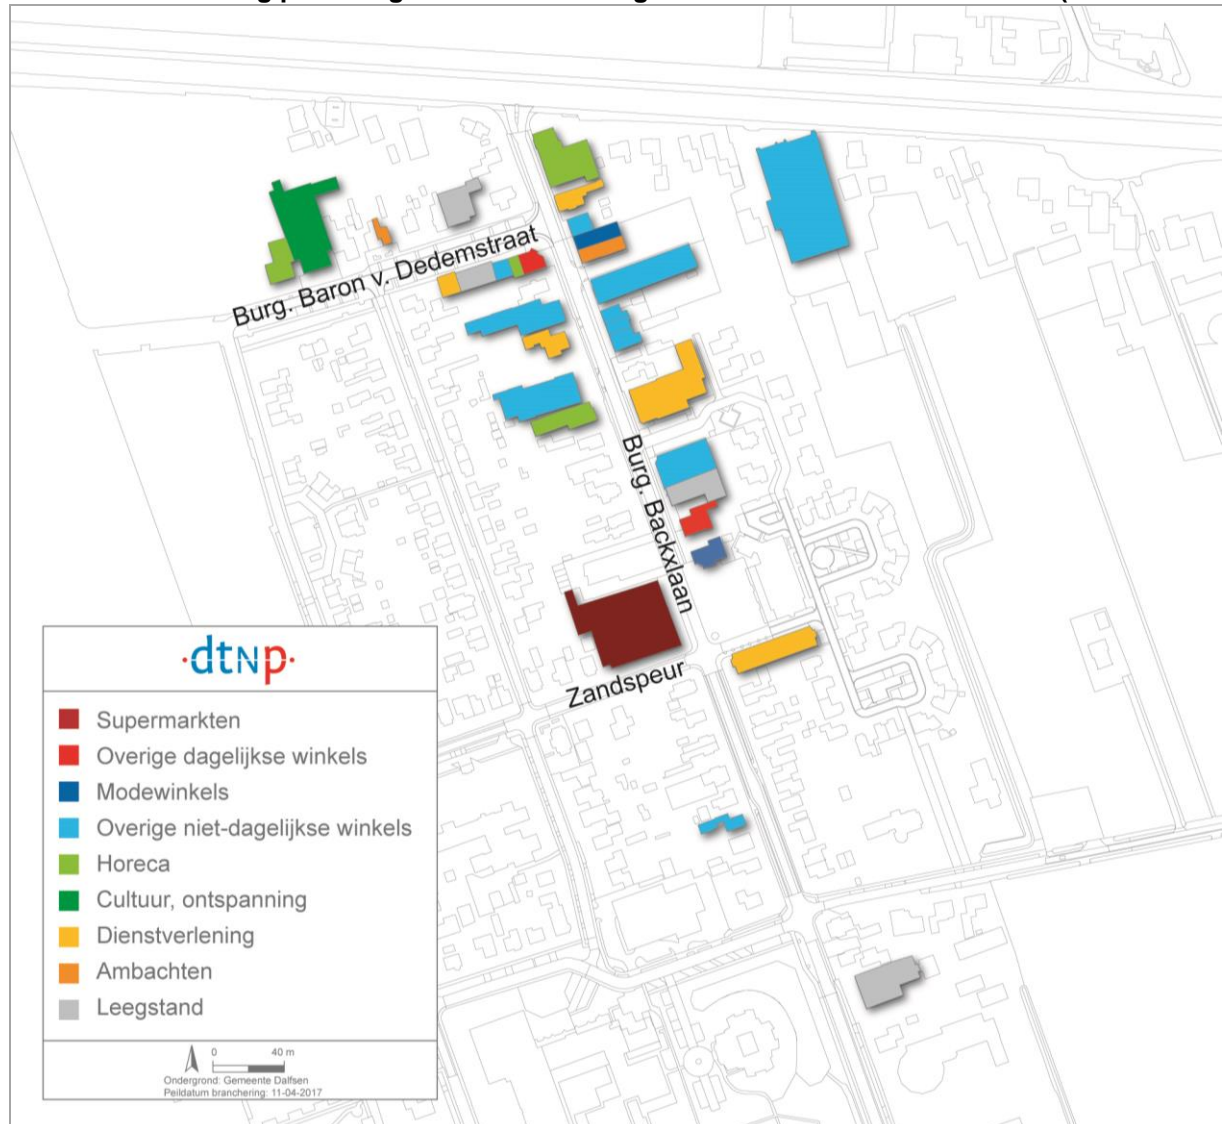 Burg. Baron v. Dedemstraat
Burg. Backxlaan
Zandspeur
·dtnp·
Supermarkten
Overige dagelijkse winkels
Modewinkels
Overige niet-dagelijkse winkels
Horeca
Cultuur, ontspanning
Dienstverlening
Ambachten
Leegstand
0 40 m
Ondergrond: Gemeente Dalfsen
Peildatum branchering: 11-04-2017